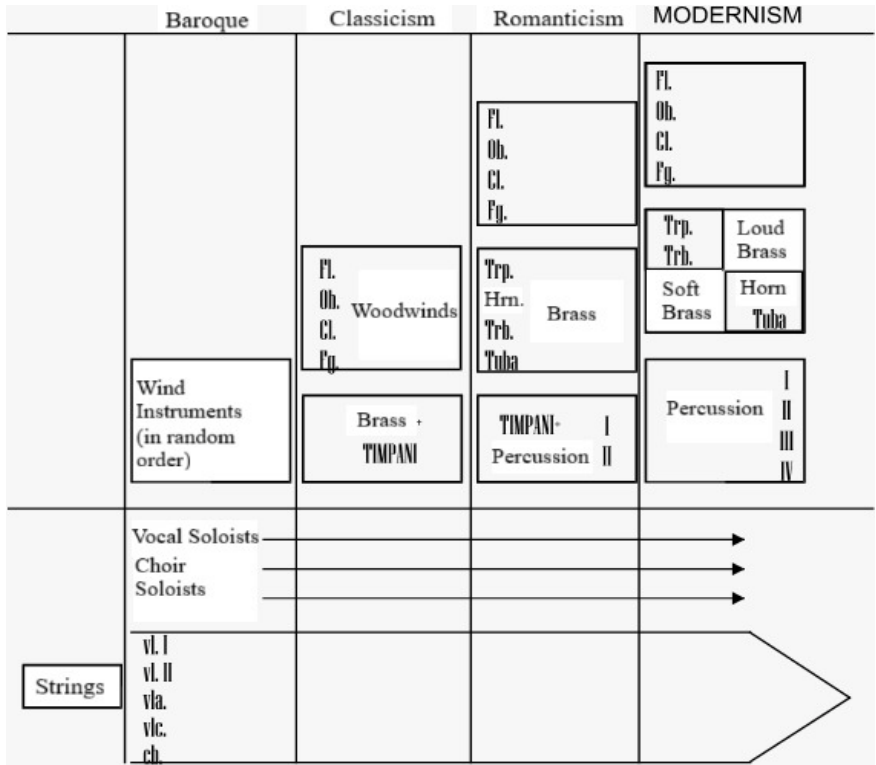 Baroque Classicism Romanticism MODERNISM
Wind
Instruments
(in random
order)
Fl.
Ob.
Cl.
Fg.
Woodwinds
Brass +
TIMPANI
Fl.
Ob.
Cl.
Fg.
Trp.
Hrn.
Trb.
Tuba
Brass
TIMPANI+ I
Percussion II
Fl.
Ob.
Cl.
Fg.
Trp.
Trb.
Loud
Brass
Soft
Brass
Horn
Tuba
Percussion
I
II
III
IV
Vocal Soloists
Choir
Soloists
Strings
vl. I
vl. II
vla.
vlc.
cb.